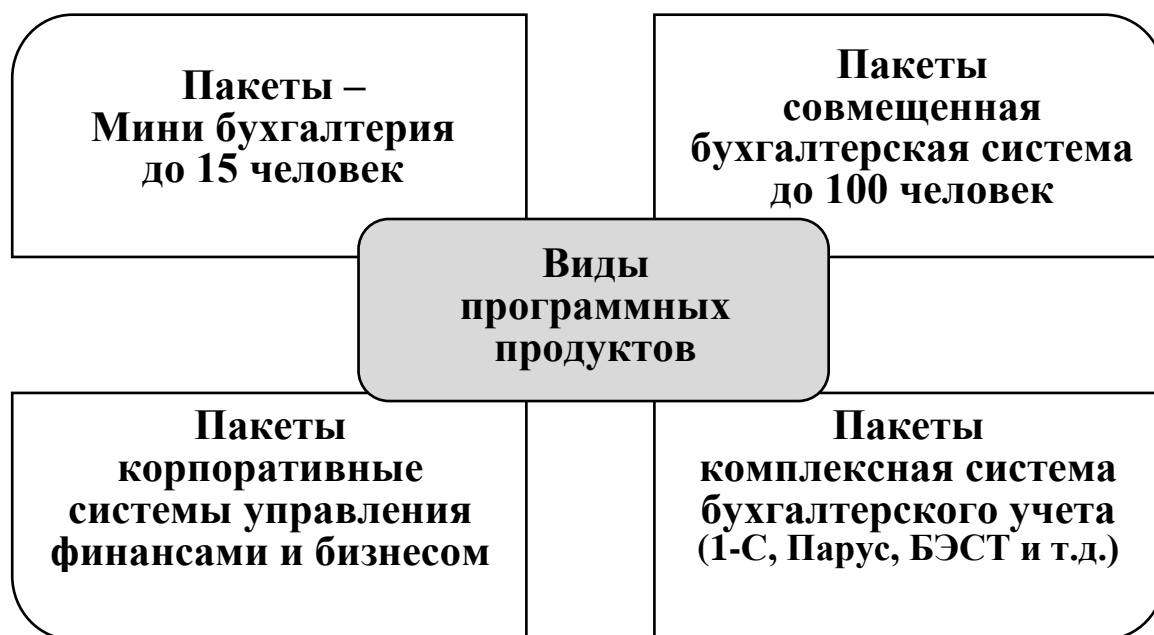 Пакеты –
Мини бухгалтерия
до 15 человек
Пакеты
совмещенная
бухгалтерская система
до 100 человек
Виды
программных
продуктов
Пакеты
корпоративные
системы управления
финансами и бизнесом
Пакеты
комплексная система
бухгалтерского учета
(1-С, Парус, БЭСТ и т.д.)